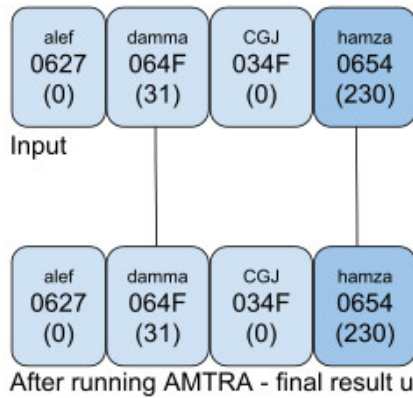 alef damma CGJ hamza
0627 064F 034F 0654
(0) (31) (0) (230)
Input
alef damma CGJ hamza
0627 064F 034F 0654
(0) (31) (0) (230)
After running AMTRA - final result u